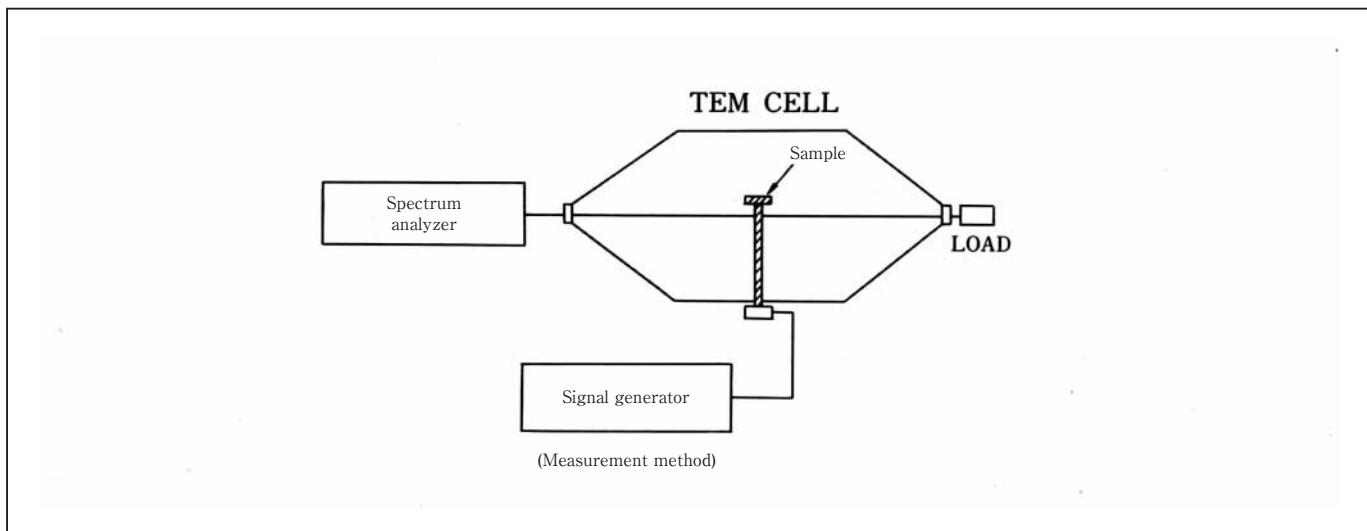 TEM CELL
Sample
Spectrum
analyzer
LOAD
Signal generator
(Measurement method)